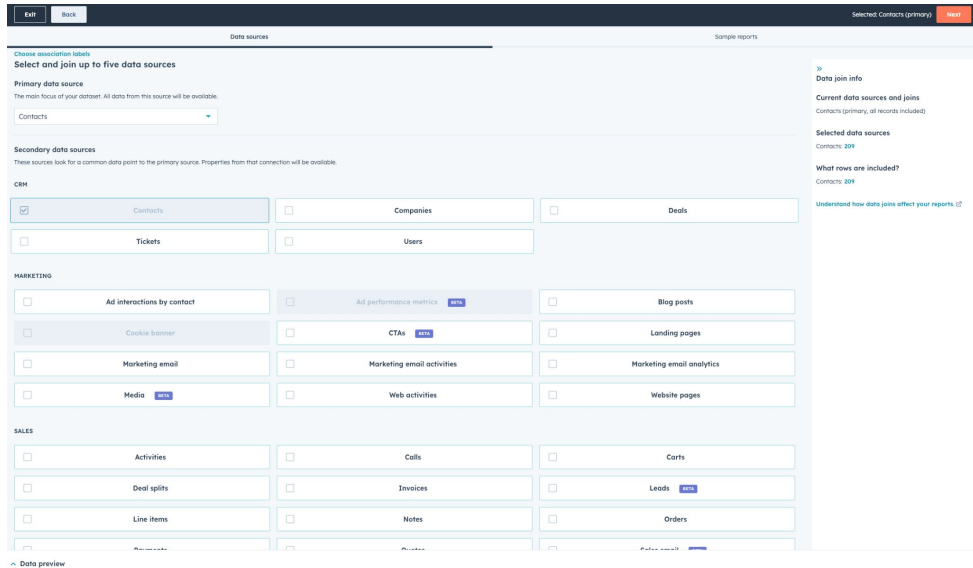 Exit
Back
Selected: Contacts (primary)
Next
Data sources
Sample reports
Choose association labels
Select and join up to five data sources
Primary data source
The main focus of your dataset. All data from this source will be available.
Contacts
Secondary data sources
These sources look for a common data point to the primary source. Properties from that connection will be available.
CRM
Contacts
Companies
Deals
Tickets
Users
MARKETING
Ad interactions by contact
Ad performance metrics BETA
Blog posts
Cookie banner
CTAs BETA
Landing pages
Marketing email
Marketing email activities
Marketing email analytics
Media BETA
Web activities
Website pages
SALES
Activities
Calls
Carts
Deal splits
Invoices
Leads BETA
Line items
Notes
Orders
Payments
Quotes
Sales email
Data preview
Data join info
Current data sources and joins
Contacts (primary, all records included)
Selected data sources
Contacts: 209
What rows are included?
Contacts: 209
Understand how data joins affect your reports.